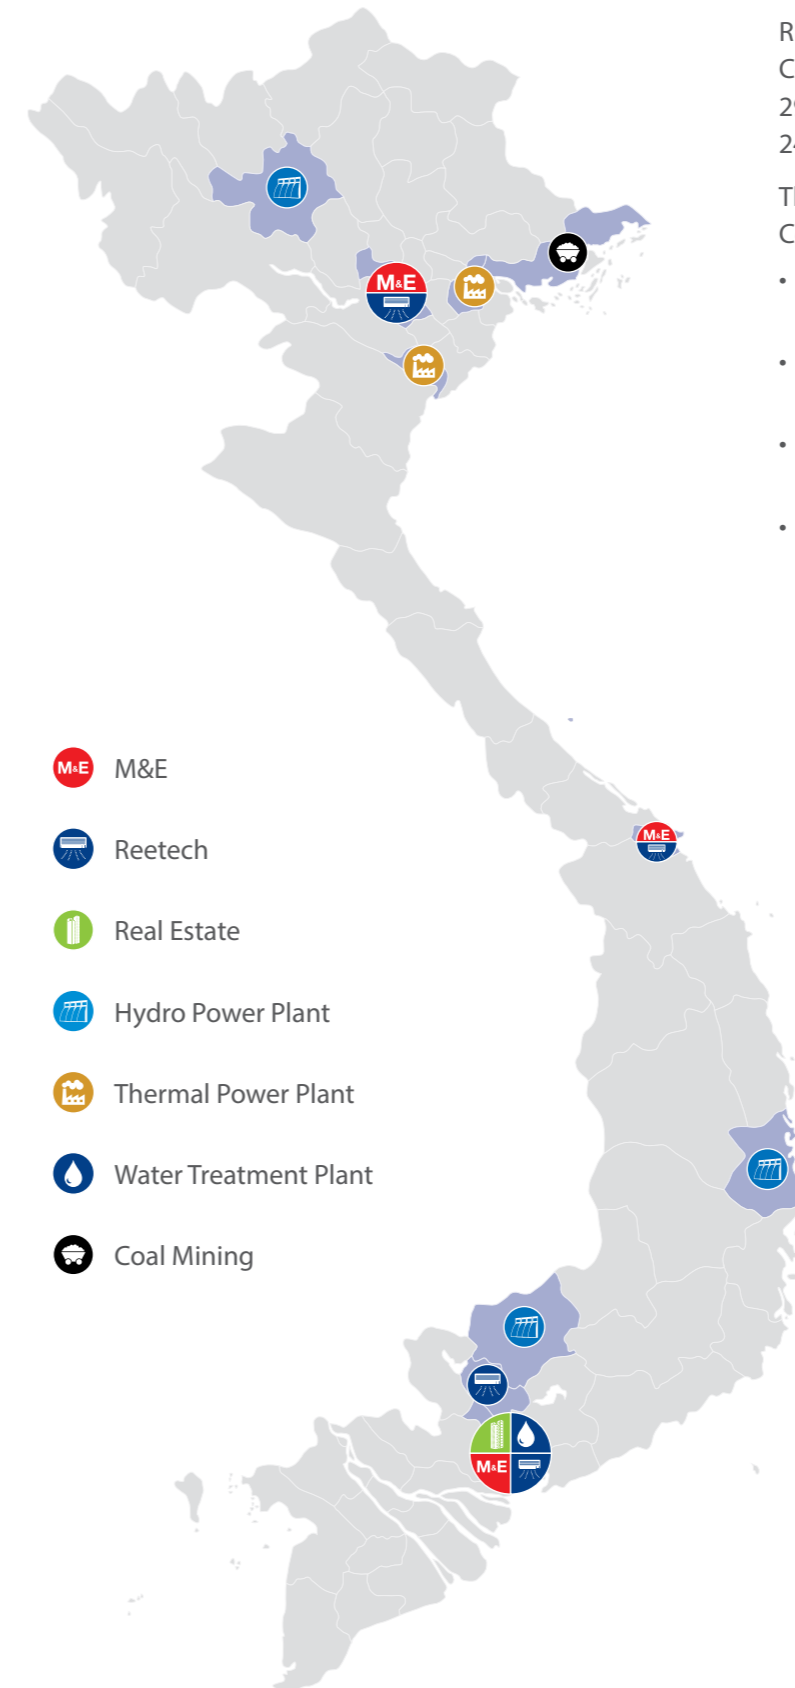 M&E
M&E
M&E M&E
Reetech
Real Estate
Hydro Power Plant
Thermal Power Plant
Water Treatment Plant
Coal Mining
M&E